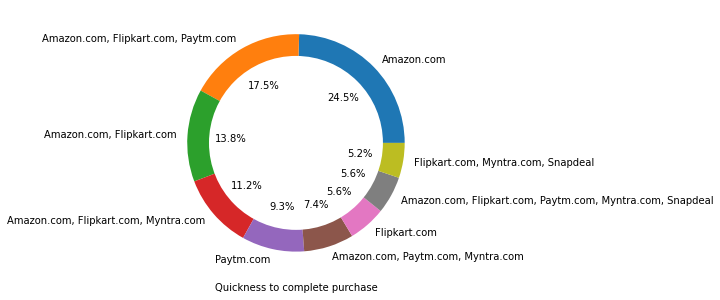 Amazon.com, Flipkart.com, Paytm.com
Amazon.com
17.5%
24.5%
Amazon.com, Flipkart.com
13.8%
5.2%
Flipkart.com, Myntra.com, Snapdeal
5.6%
11.2%
5.6%
Amazon.com, Flipkart.com, Paytm.com, Myntra.com, Snapdeal
9.3%
7.4%
Amazon.com, Flipkart.com, Myntra.com
Flipkart.com
Paytm.com
Amazon.com, Paytm.com, Myntra.com
Quickness to complete purchase